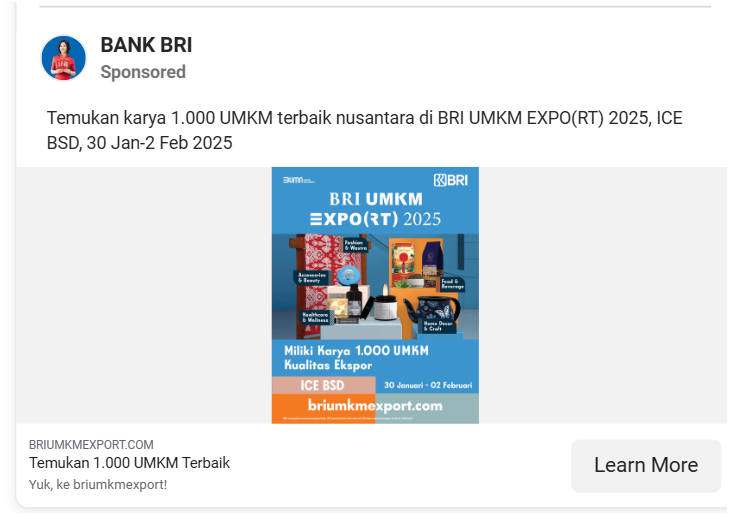 BANK BRI
Sponsored
Temukan karya 1.000 UMKM terbaik nusantara di BRI UMKM EXPO(RT) 2025, ICE
BSD, 30 Jan-2 Feb 2025
BUMN
BRI
BRI UMKM
EXPO(RT) 2025
Fashion
& Wastra
Accessories
& Beauty
Food &
Beverage
Healthcare
& Wellness
Home Decor
& Craft
Miliki Karya 1.000 UMKM
Kualitas Ekspor
ICE BSD
30 Januari - 02 Februari
briumkmexport.com
BRIUMKMEXPORT.COM
Temukan 1.000 UMKM Terbaik
Yuk, ke briumkmexport!
Learn More